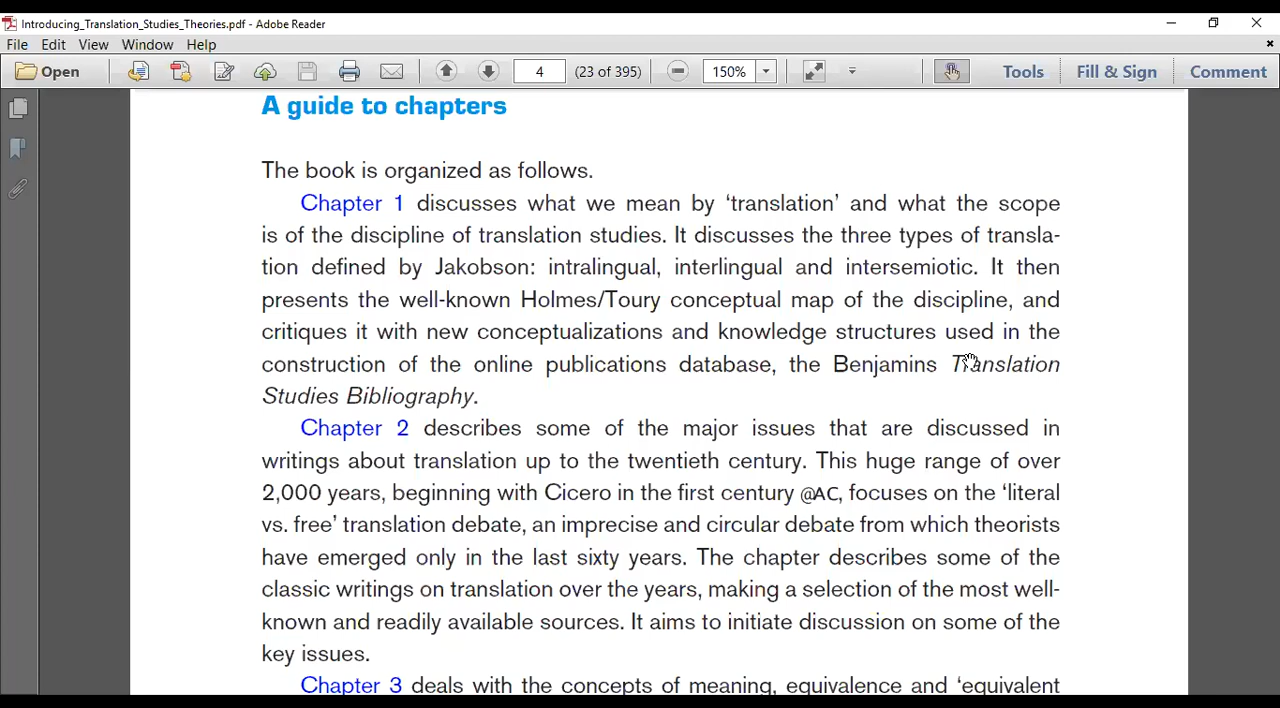 Introducing_Translation_Studies_Theories.pdf - Adobe Reader
File Edit View Window Help
Open 4 (23 of 395) 150% Tools Fill & Sign Comment
A guide to chapters
The book is organized as follows.
Chapter 1 discusses what we mean by ‘translation’ and what the scope
is of the discipline of translation studies. It discusses the three types of transla-
tion defined by Jakobson: intralingual, interlingual and intersemiotic. It then
presents the well-known Holmes/Toury conceptual map of the discipline, and
critiques it with new conceptualizations and knowledge structures used in the
construction of the online publications database, the Benjamins Translation
Studies Bibliography.
Chapter 2 describes some of the major issues that are discussed in
writings about translation up to the twentieth century. This huge range of over
2,000 years, beginning with Cicero in the first century @AC, focuses on the ‘literal
vs. free’ translation debate, an imprecise and circular debate from which theorists
have emerged only in the last sixty years. The chapter describes some of the
classic writings on translation over the years, making a selection of the most well-
known and readily available sources. It aims to initiate discussion on some of the
key issues.
Chapter 3 deals with the concepts of meaning, equivalence and ‘equivalent